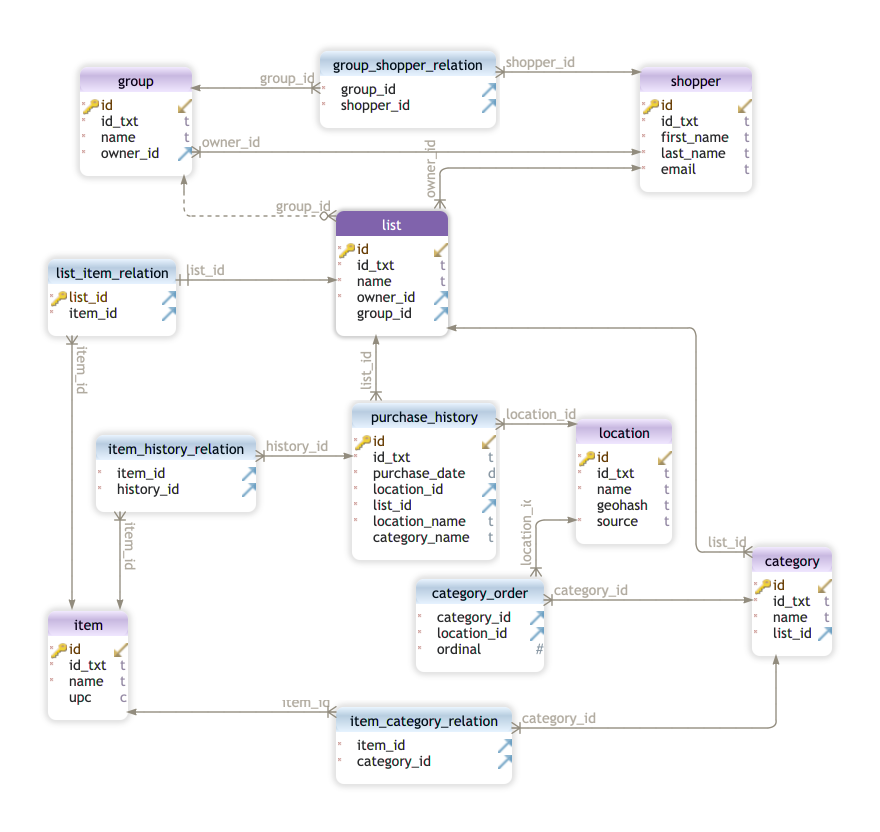 group
id
id_txt t
name t
owner_id
group_id
group_shopper_relation
group_id
shopper_id
shopper_id
shopper
id
id_txt t
first_name t
last_name t
email t
owner_id
owner_id
group_id
list
id
id_txt t
name t
owner_id
group_id
list_item_relation
list_id
item_id
list_id
item_id
list_id
purchase_history
id
id_txt t
purchase_date d
location_id
list_id
location_name t
category_name t
location_id
location
id
id_txt t
name t
geohash t
source t
item_history_relation
item_id
history_id
history_id
item_id
location_id
list_id
category
id
id_txt t
name t
list_id
category_order
category_id
location_id
ordinal #
category_id
item
id
id_txt t
name t
upc c
item_id
item_category_relation
item_id
category_id
category_id